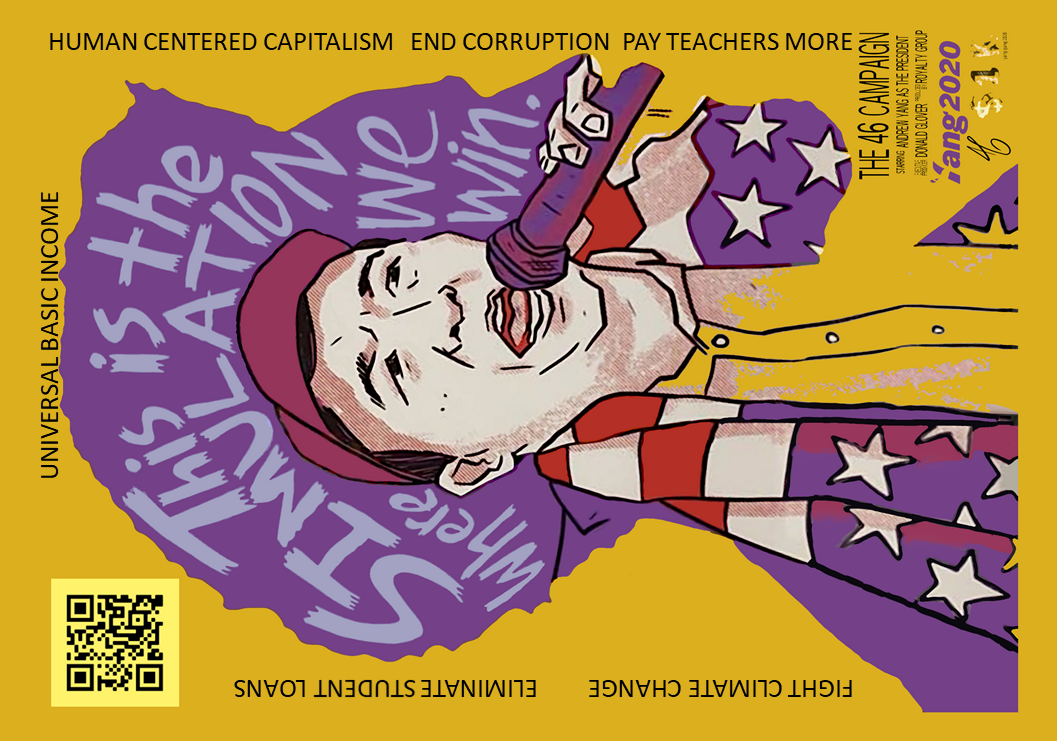 HUMAN CENTERED CAPITALISM END CORRUPTION PAY TEACHERS MORE
UNIVERSAL BASIC INCOME
This is the
SIMULATION
where we
win.
THE 46 CAMPAIGN
STARRING ANDREW YANG AS THE PRESIDENT
DONALD GLOVER PRODUCED BY ROYALTY GROUP
Yang2020
$1K
ELIMINATE STUDENT LOANS
FIGHT CLIMATE CHANGE